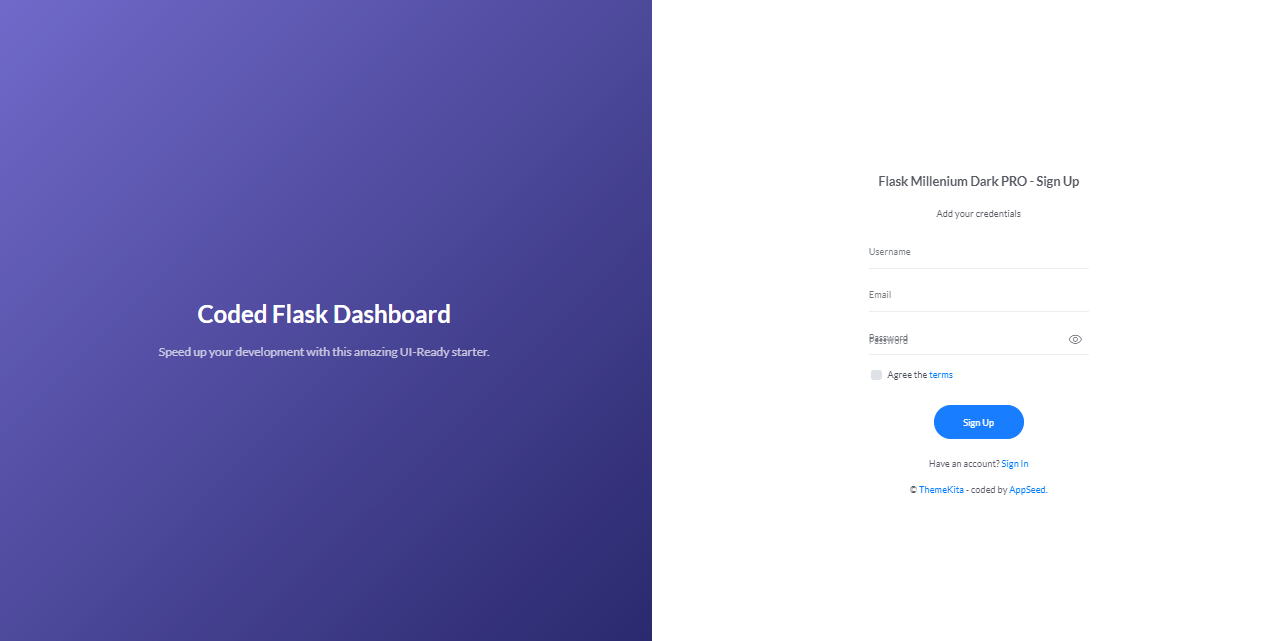 Coded Flask Dashboard
Speed up your development with this amazing UI-Ready starter.
Flask Millenium Dark PRO - Sign Up
Add your credentials
Username
Email
Password
Password
Agree the terms
Sign Up
Have an account? Sign In
© ThemeKita - coded by AppSeed.